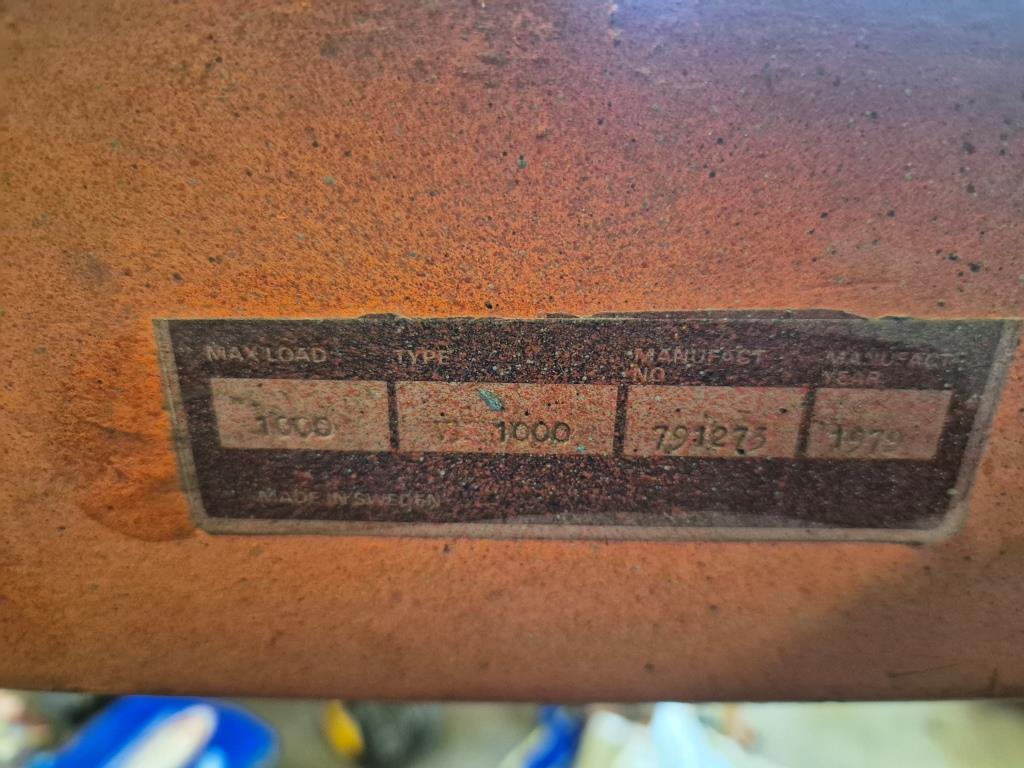 MAX LOAD TYPE MANUFACT MANUFACT
NO YEAR
1000 1000 791273 1979
MADE IN SWEDEN